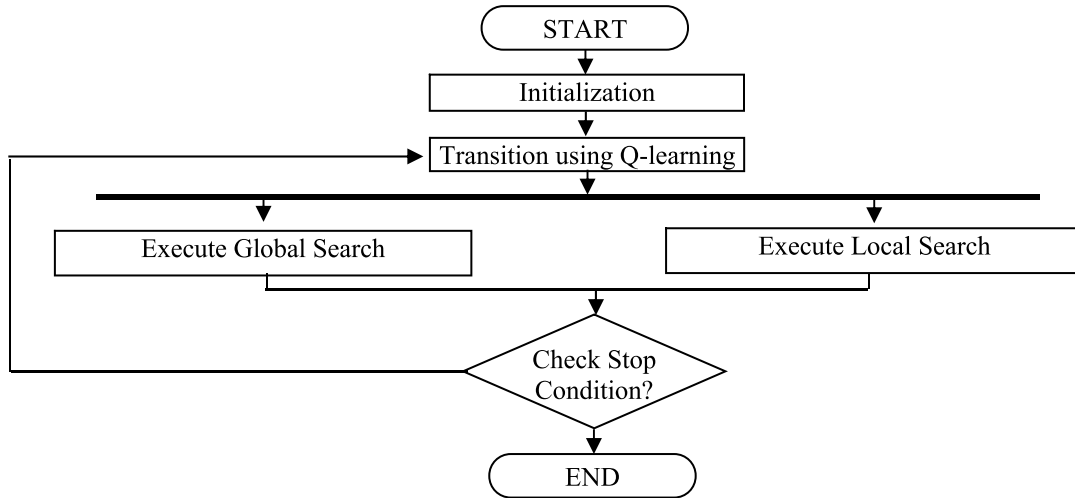 START
Initialization
Transition using Q-learning
Execute Global Search
Execute Local Search
Check Stop
Condition?
END